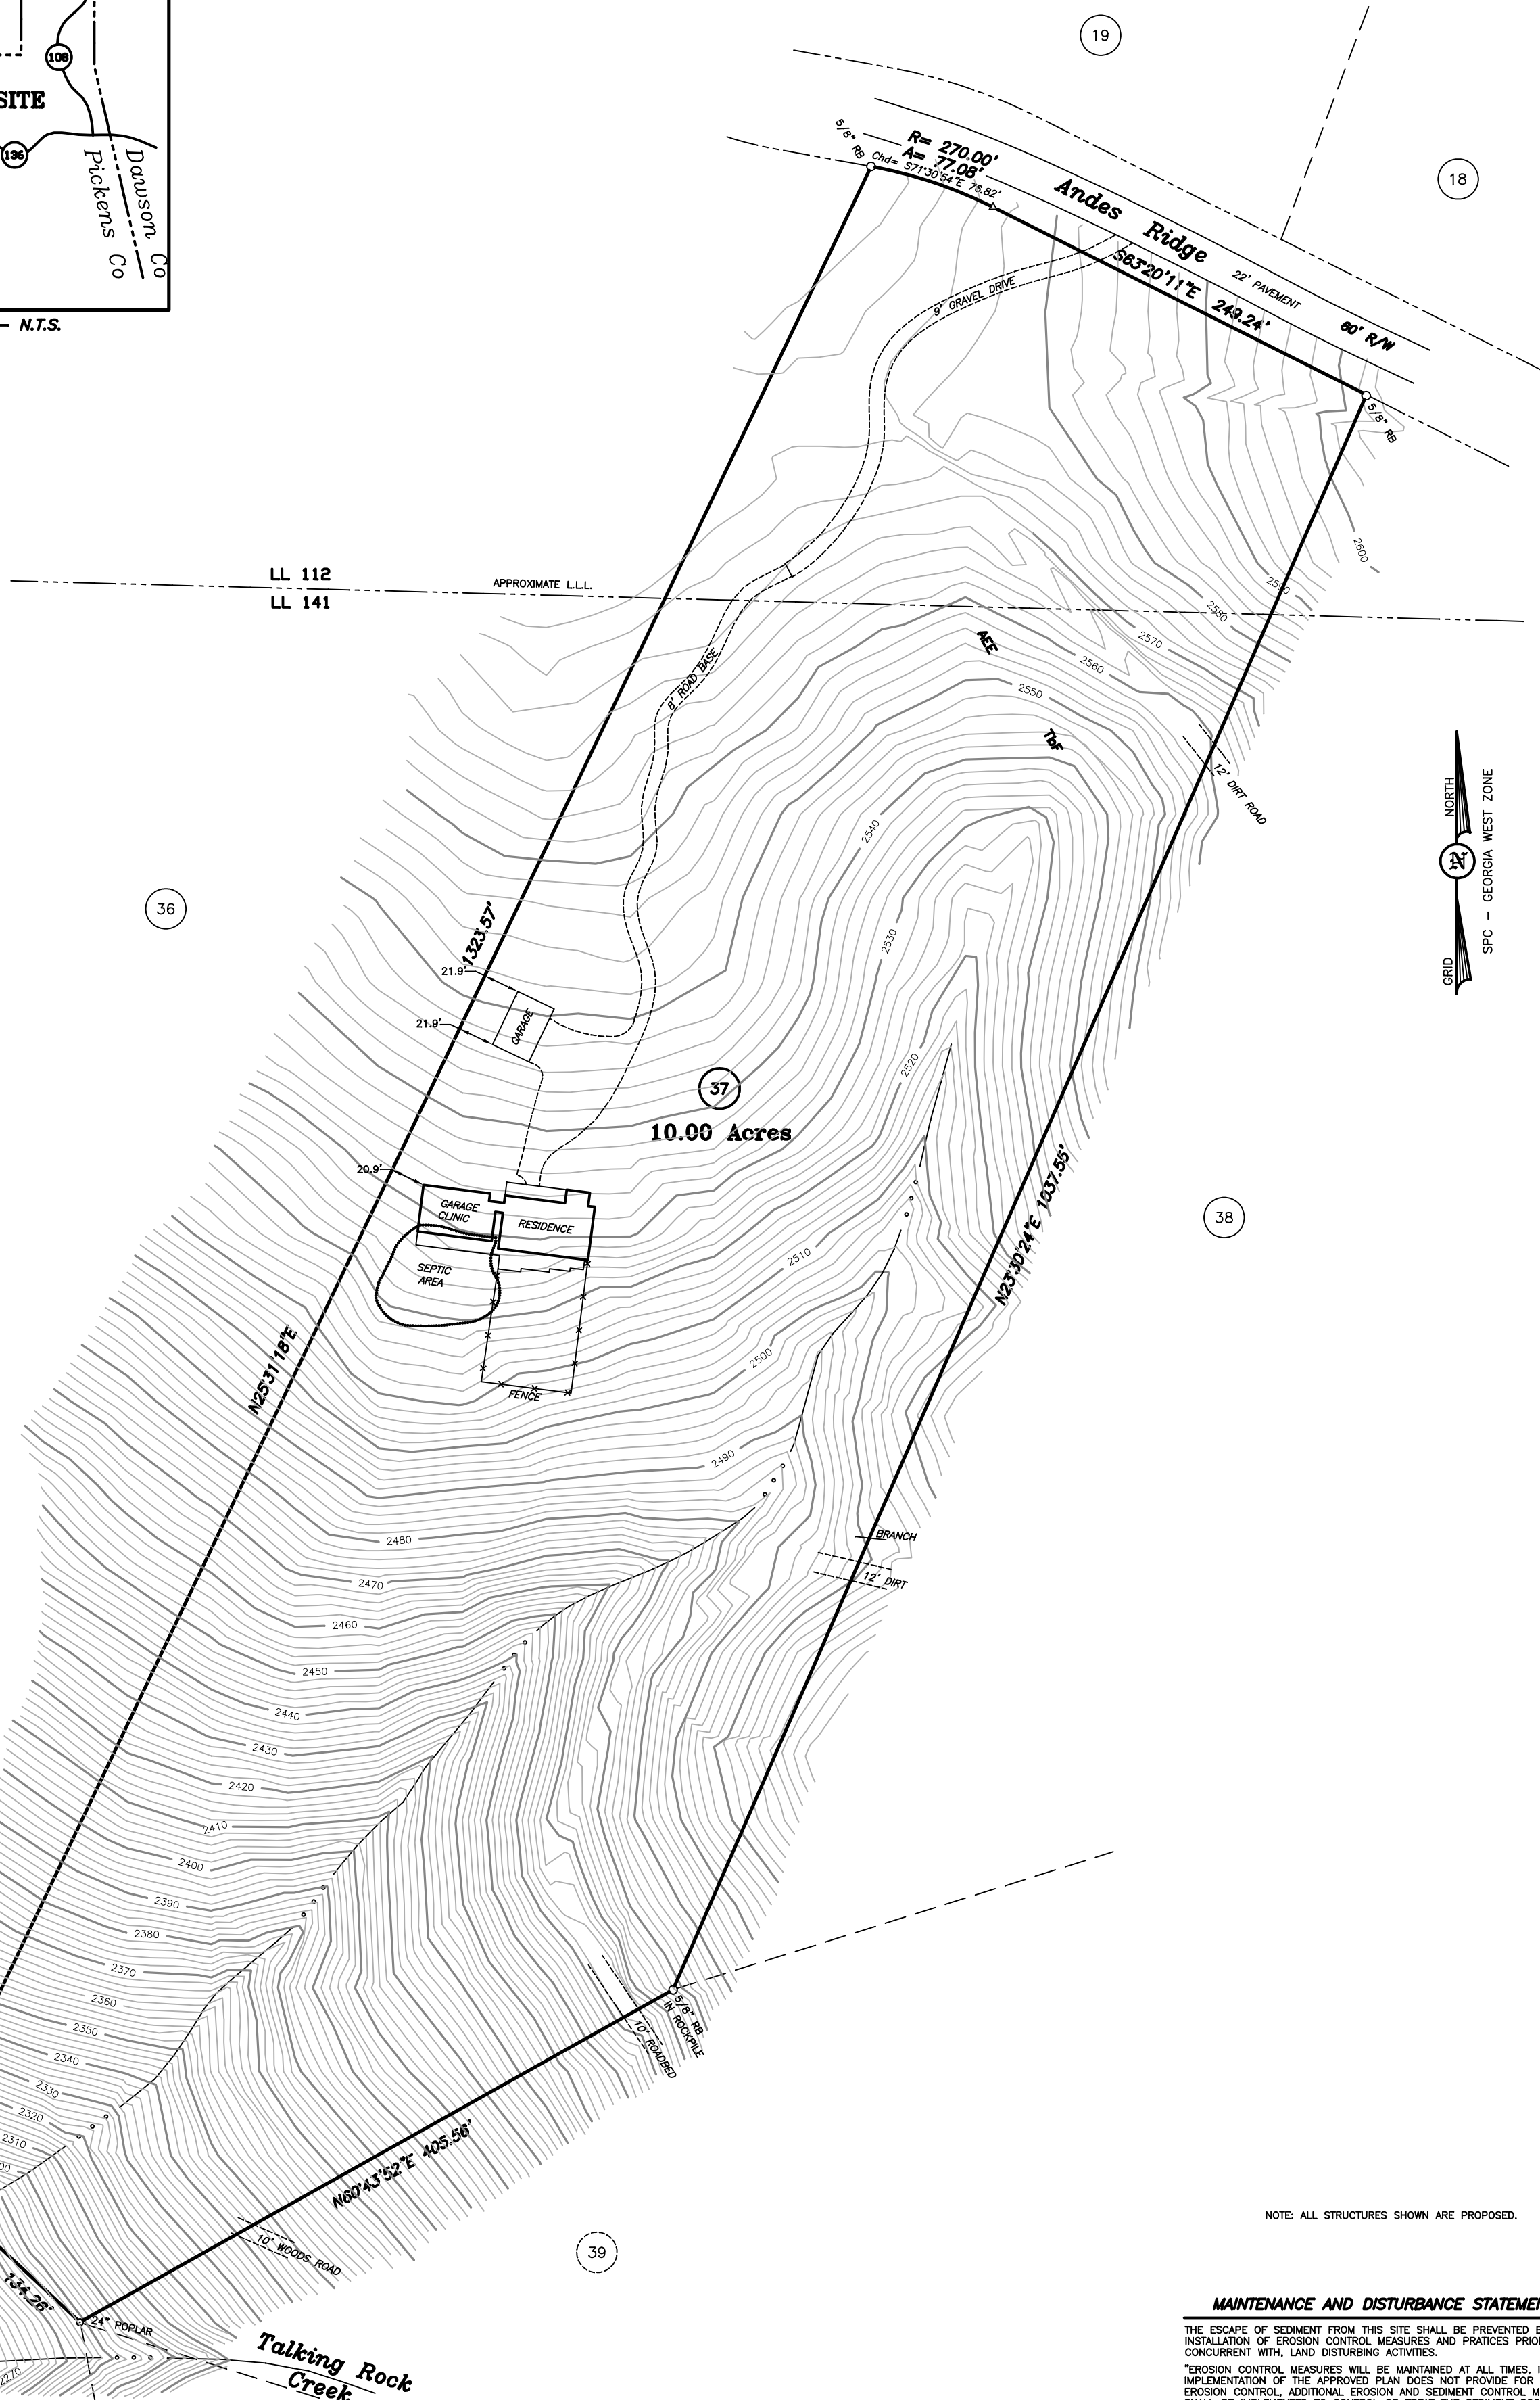 108
SITE
136
Dawson Co
Pickens Co
N.T.S.
19
18
5/8" RB
R= 270.00'
A= 77.08'
Chd= S71°30'54"E 76.82'
Andes Ridge
S63°20'11"E 249.24'
22' PAVEMENT
60' R/W
9' GRAVEL DRIVE
5/8" RB
2600
2590
2580
2570
2560
2550
LL 112
LL 141
APPROXIMATE L.L.L.
AEE
TbF
8' ROAD BASE
12' DIRT ROAD
NORTH
GRID
N
SPC - GEORGIA WEST ZONE
2540
2530
2520
2510
2500
36
1323.57'
21.9'
21.9'
GARAGE
37
10.00 Acres
20.9'
GARAGE
CLINIC
RESIDENCE
SEPTIC
AREA
FENCE
N23°30'24"E 1037.55'
38
N25°31'18"E
2490
2480
2470
2460
2450
2440
2430
2420
2410
2400
2390
2380
2370
2360
2350
2340
2330
2320
2310
BRANCH
12' DIRT
5/8" RB
IN ROCKPILE
10' ROADBED
N60°43'52"E 405.56'
10' WOODS ROAD
39
134.26'
24" POPLAR
Talking Rock
Creek
2270
NOTE: ALL STRUCTURES SHOWN ARE PROPOSED.
MAINTENANCE AND DISTURBANCE STATEME
THE ESCAPE OF SEDIMENT FROM THIS SITE SHALL BE PREVENTED B
INSTALLATION OF EROSION CONTROL MEASURES AND PRATICES PRIO
CONCURRENT WITH, LAND DISTURBING ACTIVITIES.
"EROSION CONTROL MEASURES WILL BE MAINTAINED AT ALL TIMES, I
IMPLEMENTATION OF THE APPROVED PLAN DOES NOT PROVIDE FOR
EROSION CONTROL, ADDITIONAL EROSION AND SEDIMENT CONTROL M